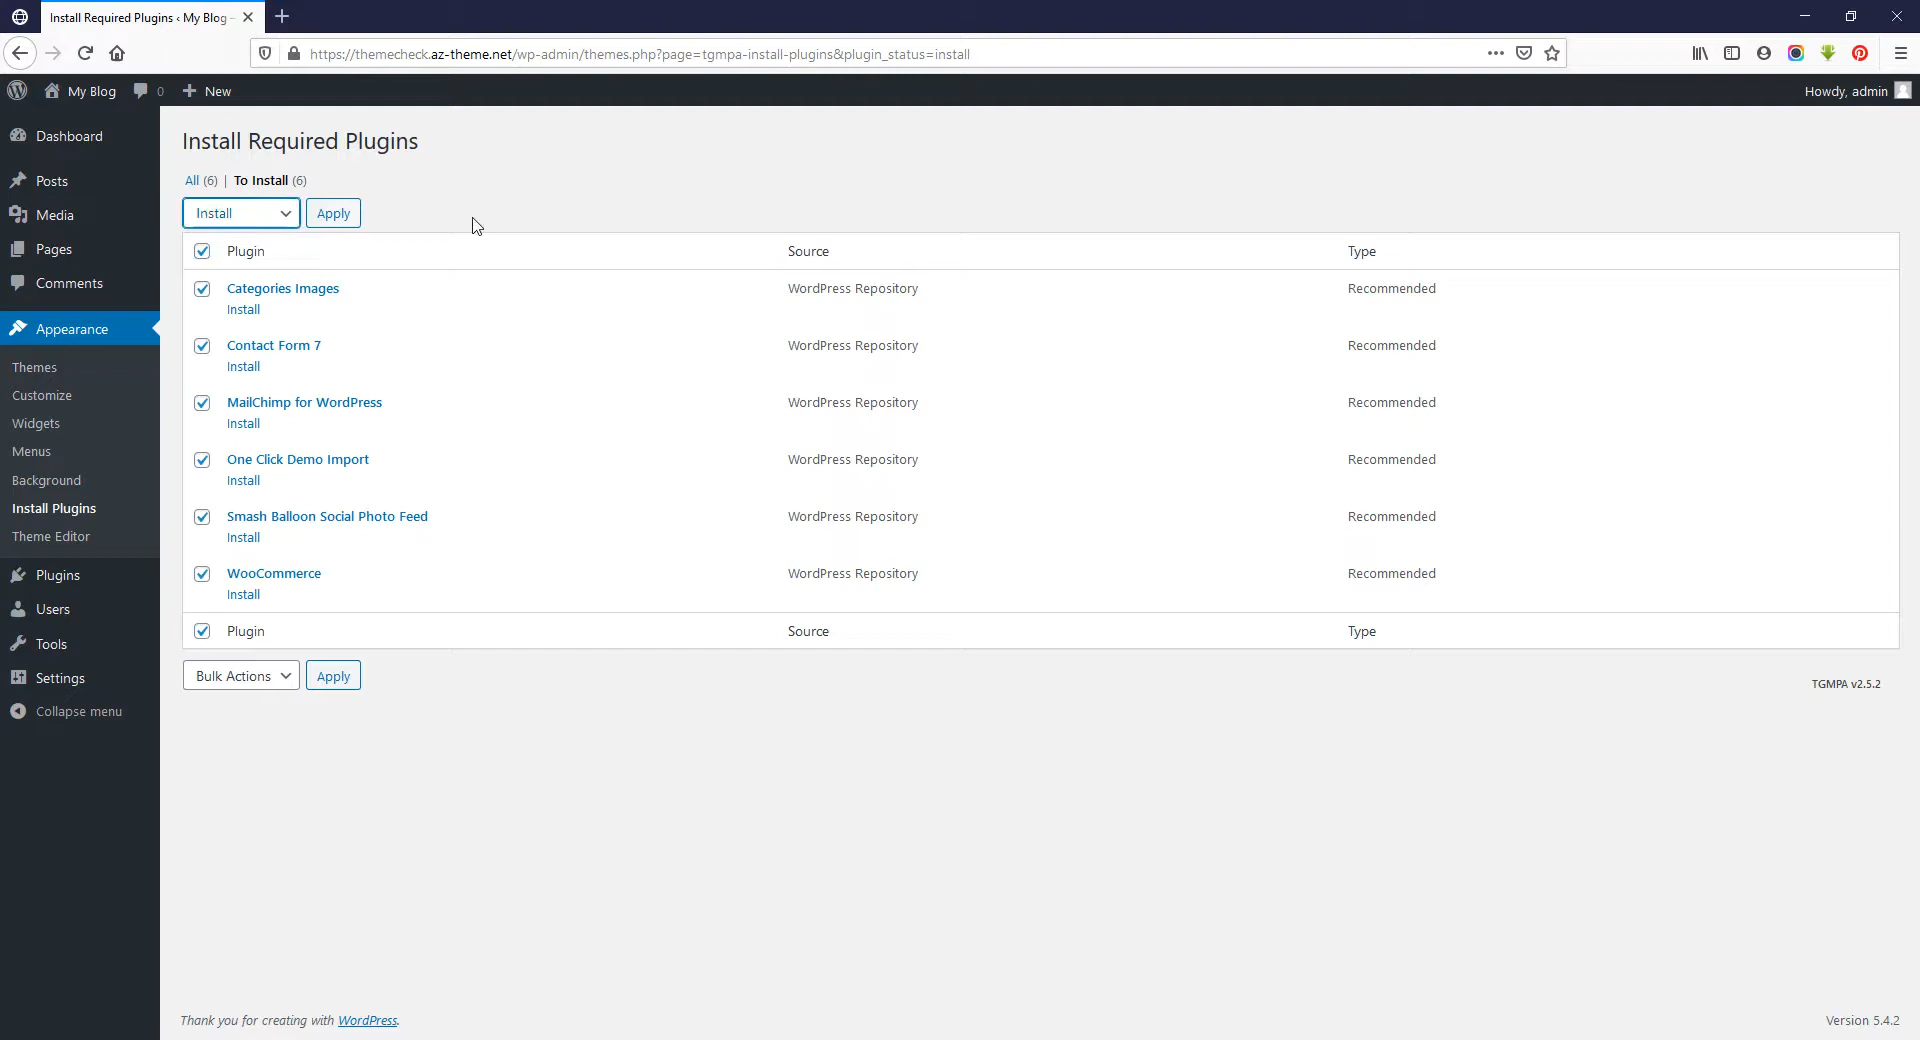 Install Required Plugins ‹ My Blog –
https://themecheck.az-theme.net/wp-admin/themes.php?page=tgmpa-install-plugins&plugin_status=install
My Blog 0 New Howdy, admin
Dashboard
Posts
Media
Pages
Comments
Appearance
Themes
Customize
Widgets
Menus
Background
Install Plugins
Theme Editor
Plugins
Users
Tools
Settings
Collapse menu
Install Required Plugins
All (6) | To Install (6)
Install Apply
Plugin Source Type
Categories Images WordPress Repository Recommended
Install
Contact Form 7 WordPress Repository Recommended
Install
MailChimp for WordPress WordPress Repository Recommended
Install
One Click Demo Import WordPress Repository Recommended
Install
Smash Balloon Social Photo Feed WordPress Repository Recommended
Install
WooCommerce WordPress Repository Recommended
Install
Plugin Source Type
Bulk Actions Apply
TGMPA v2.5.2
Thank you for creating with WordPress.
Version 5.4.2